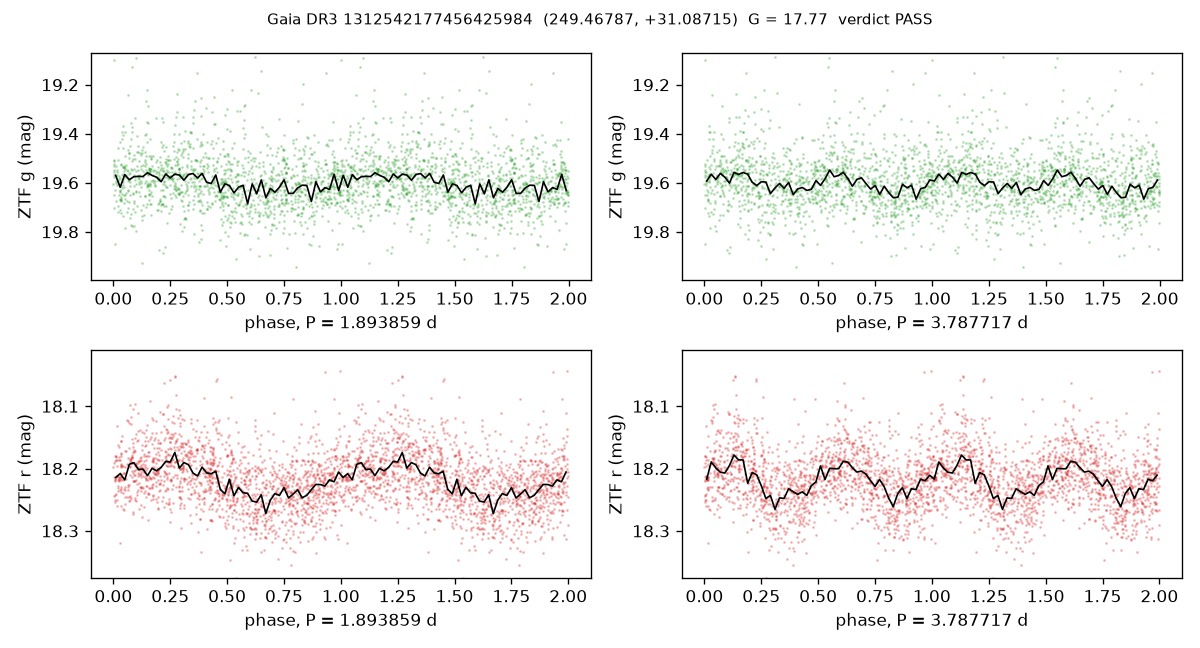 Gaia DR3 1312542177456425984 (249.46787, +31.08715) G = 17.77 verdict PASS
ZTF g (mag)
19.2
19.4
19.6
19.8
0.00 0.25 0.50 0.75 1.00 1.25 1.50 1.75 2.00
phase, P = 1.893859 d
ZTF g (mag)
19.2
19.4
19.6
19.8
0.00 0.25 0.50 0.75 1.00 1.25 1.50 1.75 2.00
phase, P = 3.787717 d
ZTF r (mag)
18.1
18.2
18.3
0.00 0.25 0.50 0.75 1.00 1.25 1.50 1.75 2.00
phase, P = 1.893859 d
ZTF r (mag)
18.1
18.2
18.3
0.00 0.25 0.50 0.75 1.00 1.25 1.50 1.75 2.00
phase, P = 3.787717 d